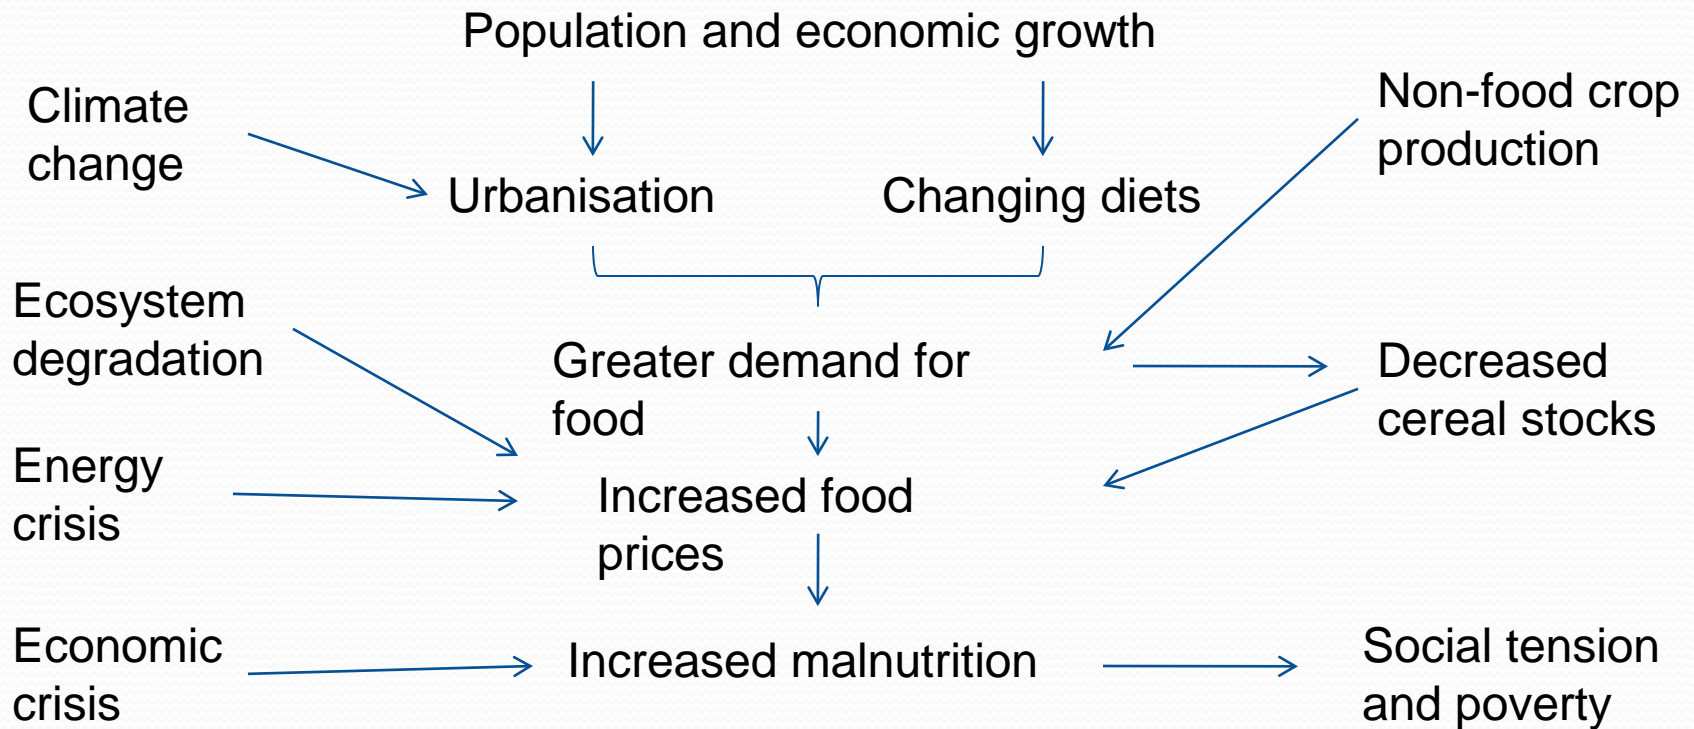 Population and economic growth
Climate
change
Non-food crop
production
Urbanisation
Changing diets
Ecosystem
degradation
Greater demand for
food
Decreased
cereal stocks
Energy
crisis
Increased food
prices
Economic
crisis
Increased malnutrition
Social tension
and poverty